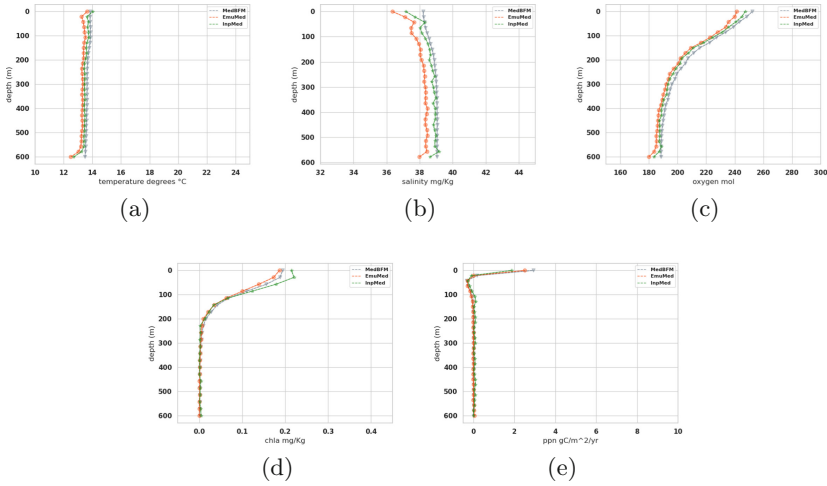 0
100
200
300
400
500
600
10
12
14
16
18
20
22
24
depth (m)
temperature degrees °C
MedBFM
EmuMed
InpMed
(a)
0
100
200
300
400
500
600
32
34
36
38
40
42
44
depth (m)
salinity mg/Kg
MedBFM
EmuMed
InpMed
(b)
0
100
200
300
400
500
600
160
180
200
220
240
260
280
300
depth (m)
oxygen mol
MedBFM
EmuMed
InpMed
(c)
0
100
200
300
400
500
600
0.0
0.1
0.2
0.3
0.4
depth (m)
chla mg/Kg
MedBFM
EmuMed
InpMed
(d)
0
100
200
300
400
500
600
0
2
4
6
8
10
depth (m)
ppn gC/m^2/yr
MedBFM
EmuMed
InpMed
(e)